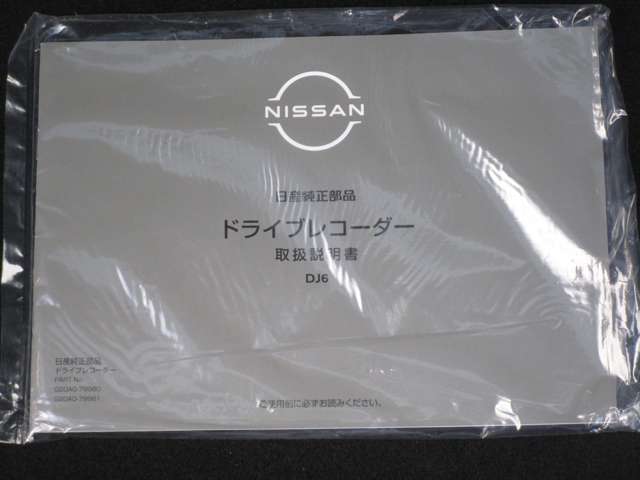 NISSAN
日産純正部品
ドライブレコーダー
取扱説明書
DJ6
日産純正部品
ドライブレコーダー
PART No.
ご使用前に必ずお読みください。